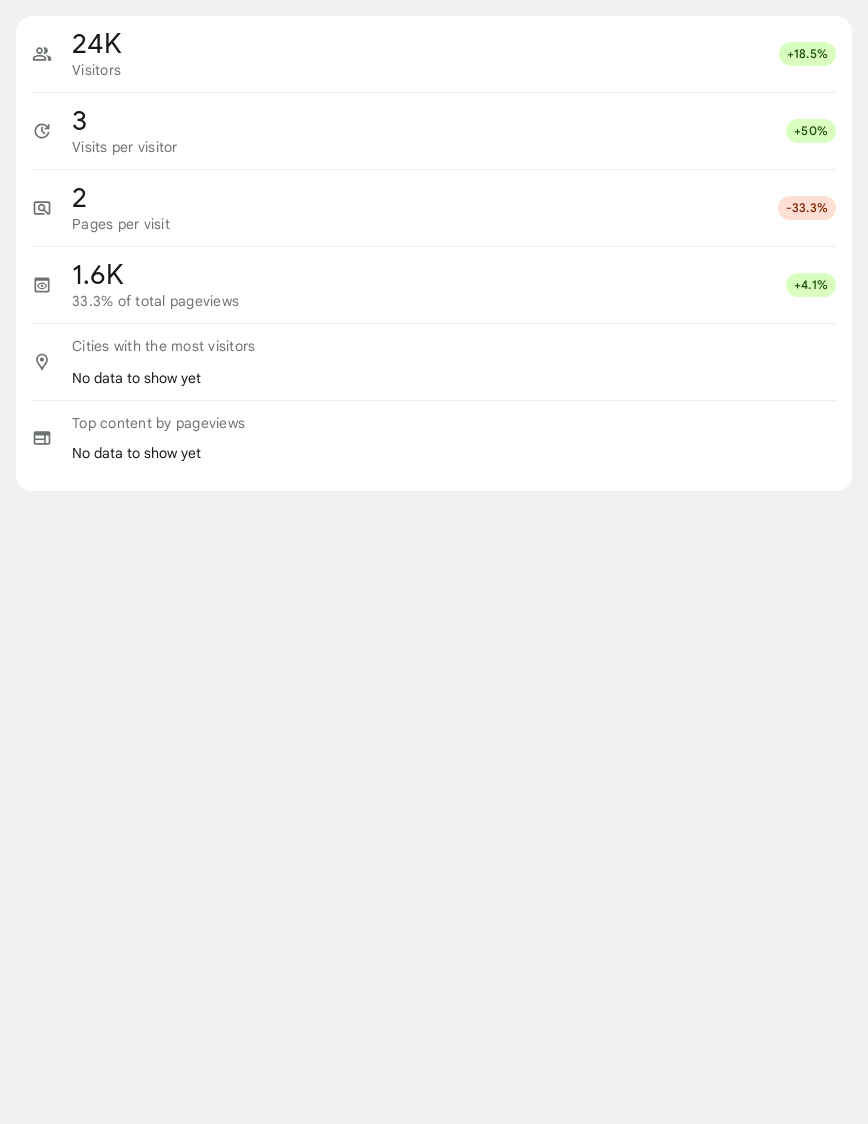 24K
Visitors
+18.5%
3
Visits per visitor
+50%
2
Pages per visit
-33.3%
1.6K
33.3% of total pageviews
+4.1%
Cities with the most visitors
No data to show yet
Top content by pageviews
No data to show yet